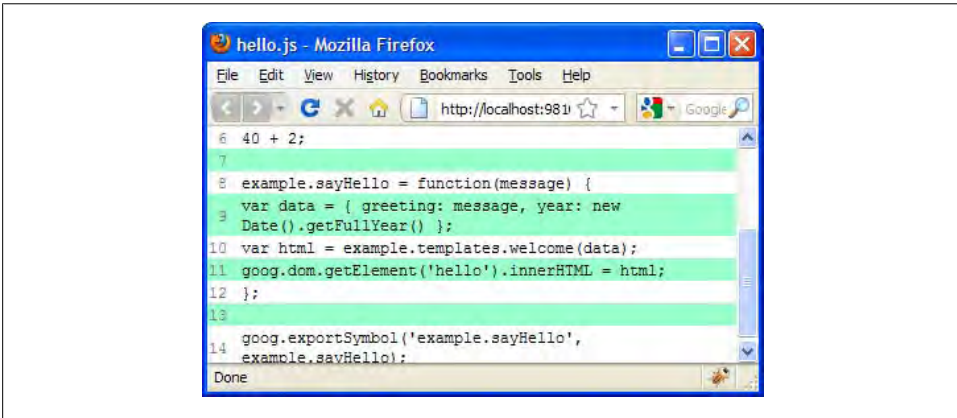 hello.js - Mozilla Firefox
File Edit View History Bookmarks Tools Help
http://localhost:981 Google
6 40 + 2;
7
8 example.sayHello = function(message) {
9 var data = { greeting: message, year: new
Date().getFullYear() };
10 var html = example.templates.welcome(data);
11 goog.dom.getElement('hello').innerHTML = html;
12 };
13
14 goog.exportSymbol('example.sayHello',
example.sayHello);
Done